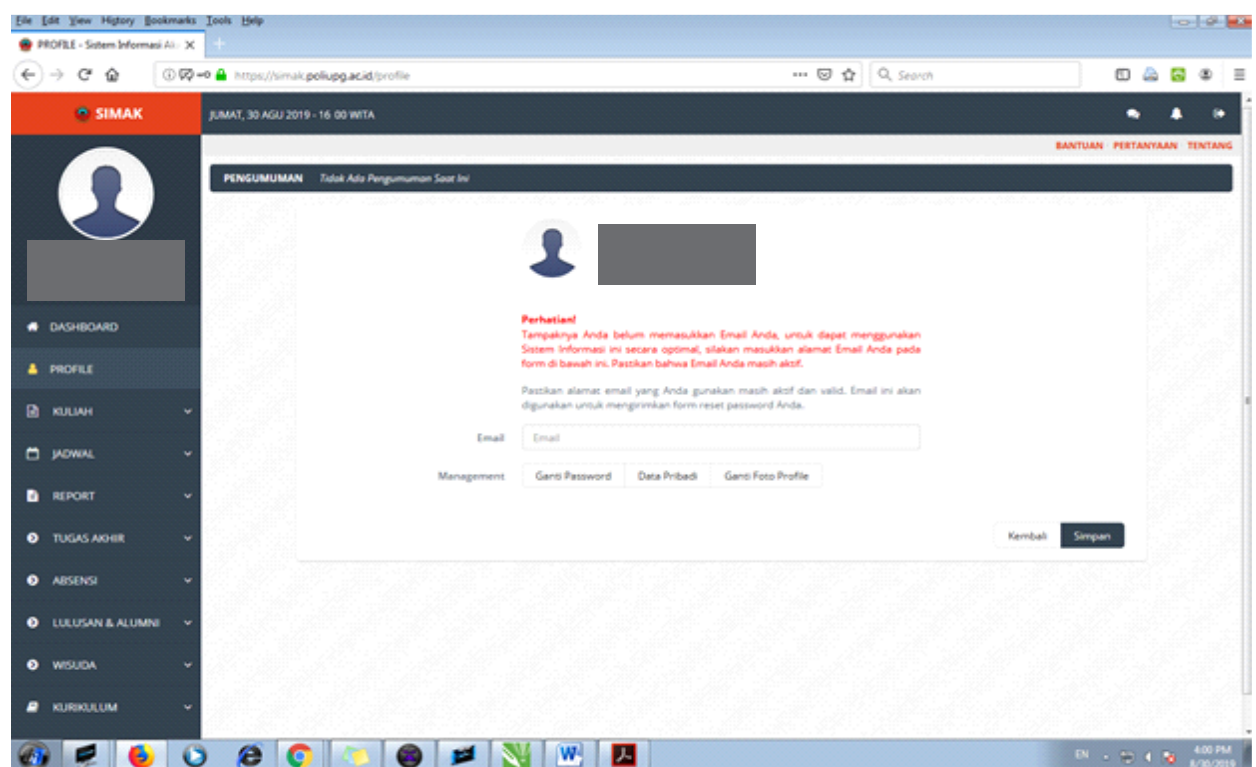 File Edit View History Bookmarks Tools Help
PROFILE - Sistem Informasi Ak
https://simak.poliupg.ac.id/profile
Search
SIMAK
JUMAT, 30 AGU 2019 - 16 00 WITA
BANTUAN PERTANYAAN TENTANG
PENGUMUMAN Tidak Ada Pengumuman Saat Ini
Perhatian!
Tampaknya Anda belum memasukkan Email Anda, untuk dapat menggunakan
Sistem Informasi ini secara optimal, silakan masukkan alamat Email Anda pada
form di bawah ini. Pastikan bahwa Email Anda masih aktif.
Pastikan alamat email yang Anda gunakan masih aktif dan valid. Email ini akan
digunakan untuk mengirimkan form reset password Anda.
Email Email
Management Ganti Password Data Pribadi Ganti Foto Profile
Kembali Simpan
DASHBOARD
PROFILE
KULIAH
JADWAL
REPORT
TUGAS AKHIR
ABSENSI
LULUSAN & ALUMNI
WISUDA
KURIKULUM
EN
4:00 PM
8/30/2019